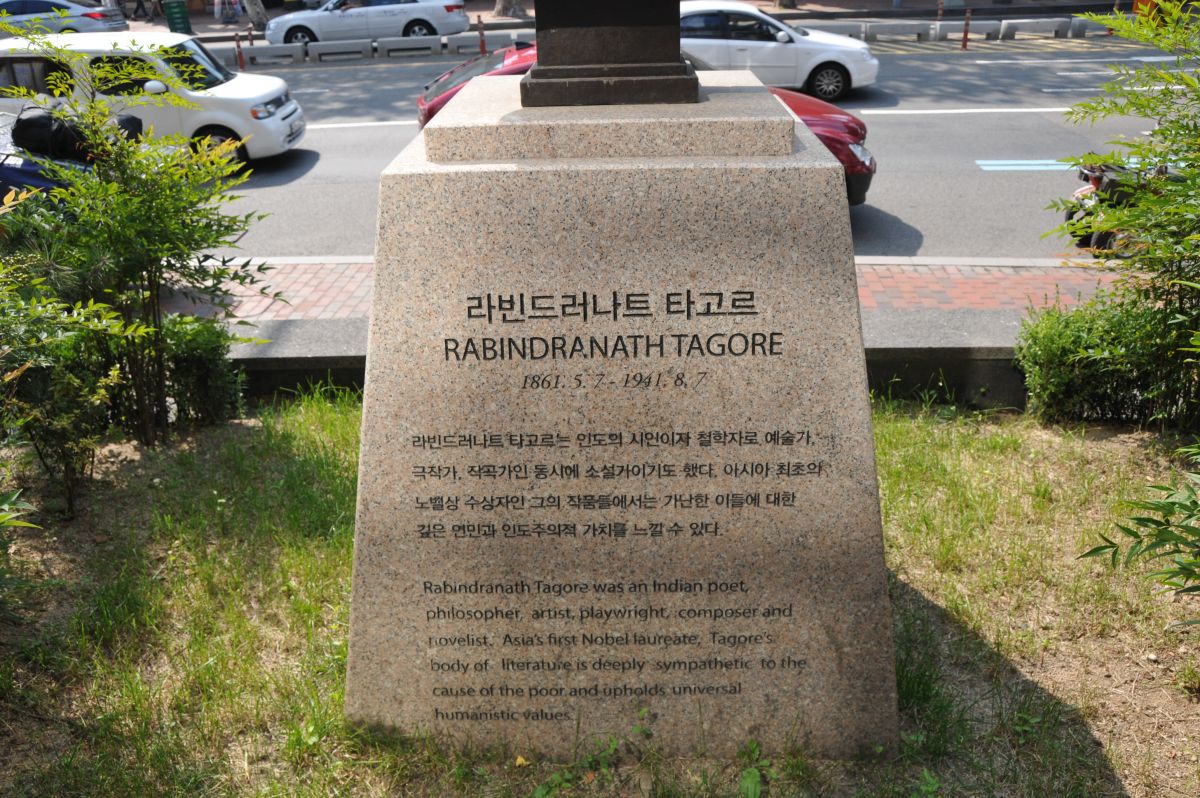 라빈드러나트 타고르
RABINDRANATH TAGORE
1861. 5. 7 - 1941. 8. 7
라빈드러나트 타고르는 인도의 시인이자 철학자로 예술가,
극작가, 작곡가인 동시에 소설가이기도 했다. 아시아 최초의
노벨상 수상자인 그의 작품들에서는 가난한 이들에 대한
깊은 연민과 인도주의적 가치를 느낄 수 있다.
Rabindranath Tagore was an Indian poet,
philosopher, artist, playwright, composer and
novelist. Asia's first Nobel laureate, Tagore's
body of literature is deeply sympathetic to the
cause of the poor and upholds universal
humanistic values.